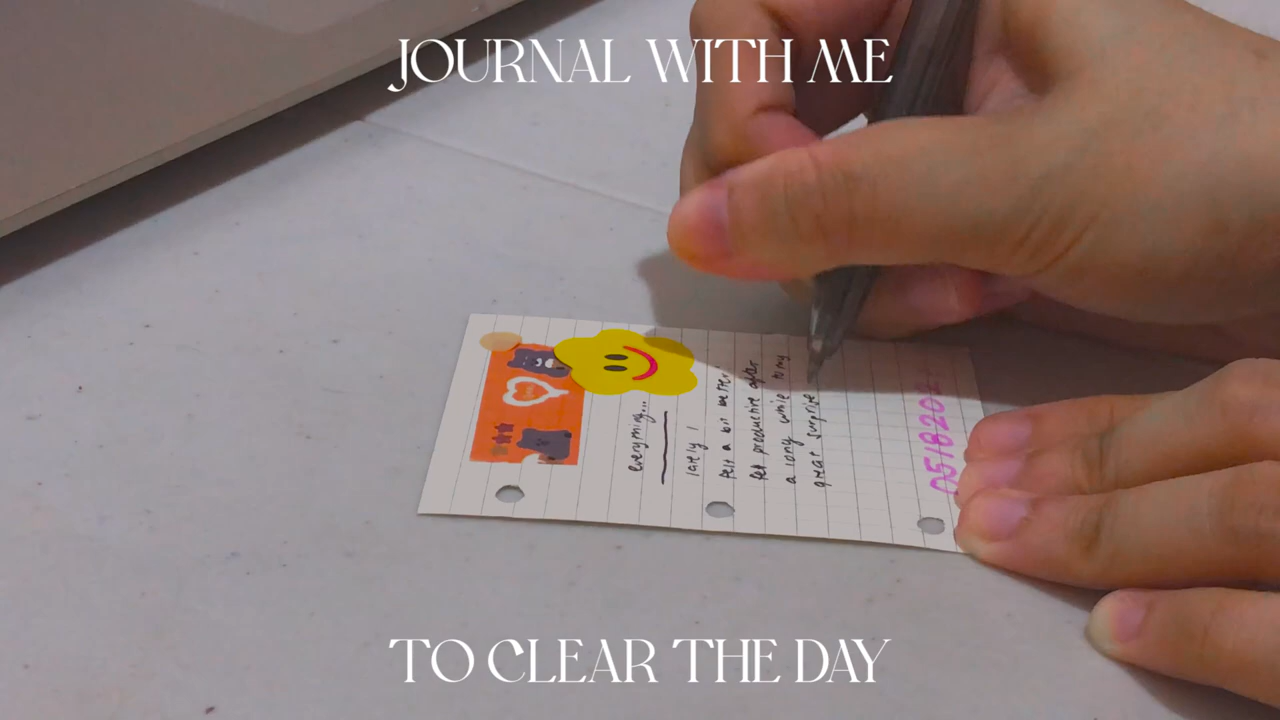 JOURNAL WITH ME
everything...
lately!
felt a bit better!
felt productive after
a long while to my
great surprise
TO CLEAR THE DAY